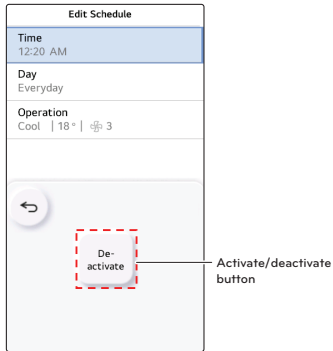 Edit Schedule
Time
12:20 AM
Day
Everyday
Operation
Cool | 18° | 3
De-
activate
Activate/deactivate
button